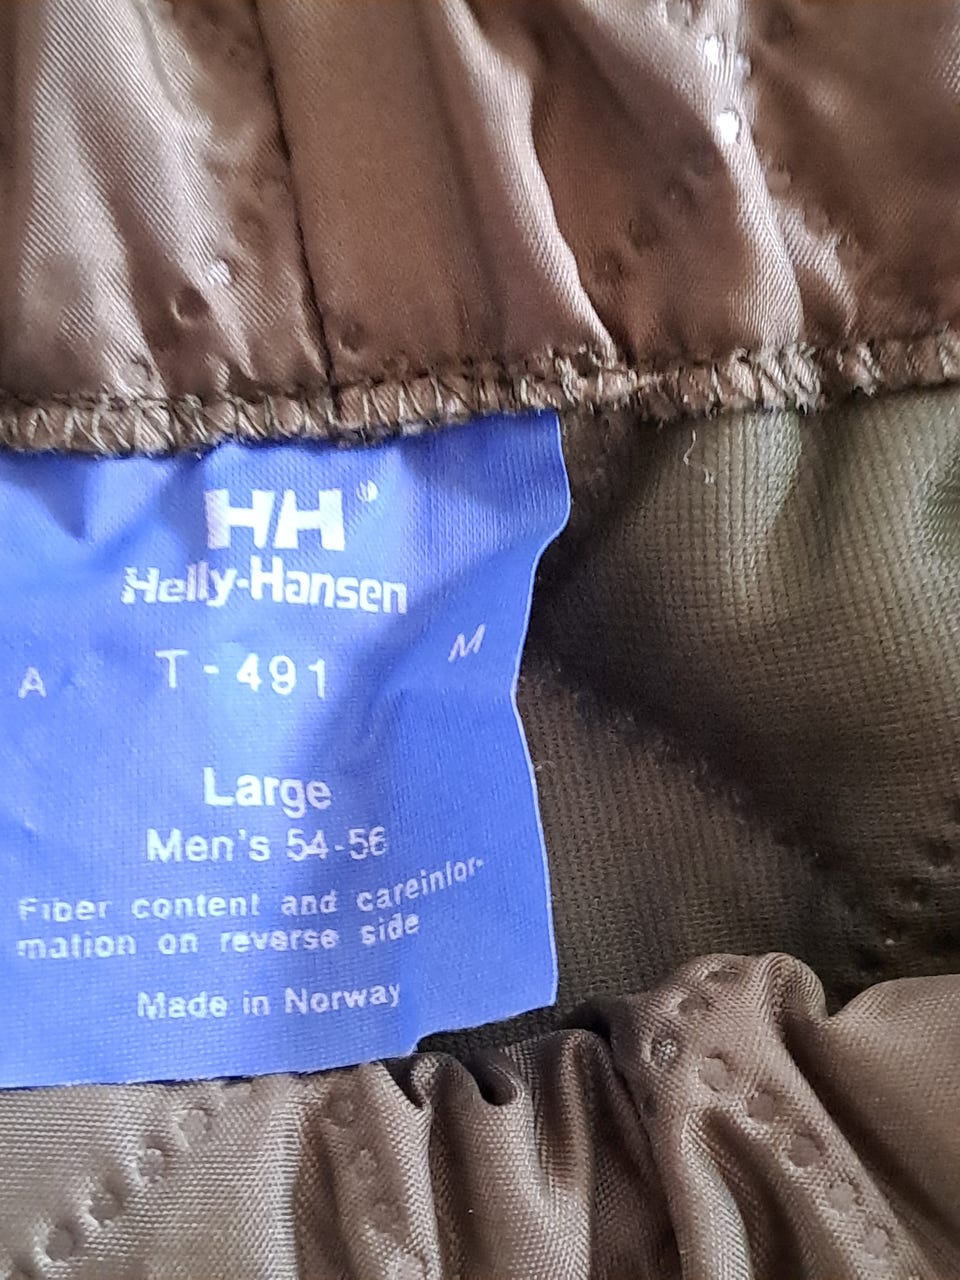 HH®
Helly-Hansen
A T-491 M
Large
Men's 54-56
Fiber content and careinfor-
mation on reverse side
Made in Norway